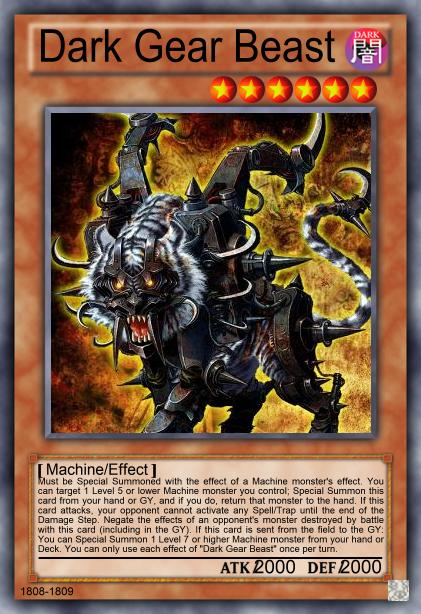 Dark Gear Beast
DARK
闇
[ Machine/Effect ]
Must be Special Summoned with the effect of a Machine monster's effect. You
can target 1 Level 5 or lower Machine monster you control; Special Summon this
card from your hand or GY, and if you do, return that monster to the hand. If this
card attacks, your opponent cannot activate any Spell/Trap until the end of the
Damage Step. Negate the effects of an opponent's monster destroyed by battle
with this card (including in the GY). If this card is sent from the field to the GY:
You can Special Summon 1 Level 7 or higher Machine monster from your hand or
Deck. You can only use each effect of "Dark Gear Beast" once per turn.
ATK 2000 DEF 2000
1808-1809